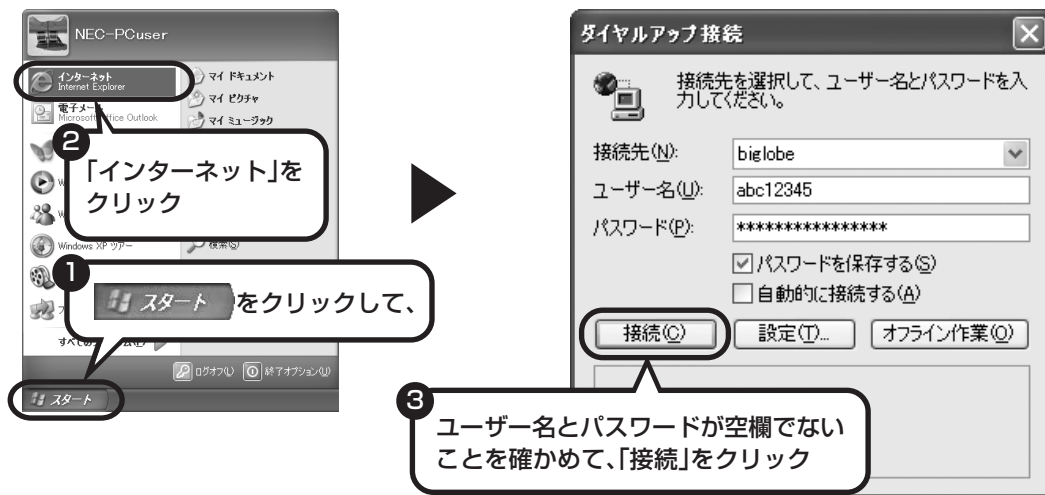 NEC-PCuser
インターネット
Internet Explorer
電子メール
Microsoft Office Outlook
マイ ドキュメント
マイ ピクチャ
マイ ミュージック
2
「インターネット」を
クリック
Windows XP ツアー
検索(S)
1
スタート をクリックして、
ログオフ(L) 終了オプション(U)
スタート
ダイヤルアップ接続
接続先を選択して、ユーザー名とパスワードを入
力してください。
接続先(N): biglobe
ユーザー名(U): abc12345
パスワード(P): ****************
パスワードを保存する(S)
自動的に接続する(A)
接続(C) 設定(T)... オフライン作業(O)
3
ユーザー名とパスワードが空欄でない
ことを確かめて、「接続」をクリック